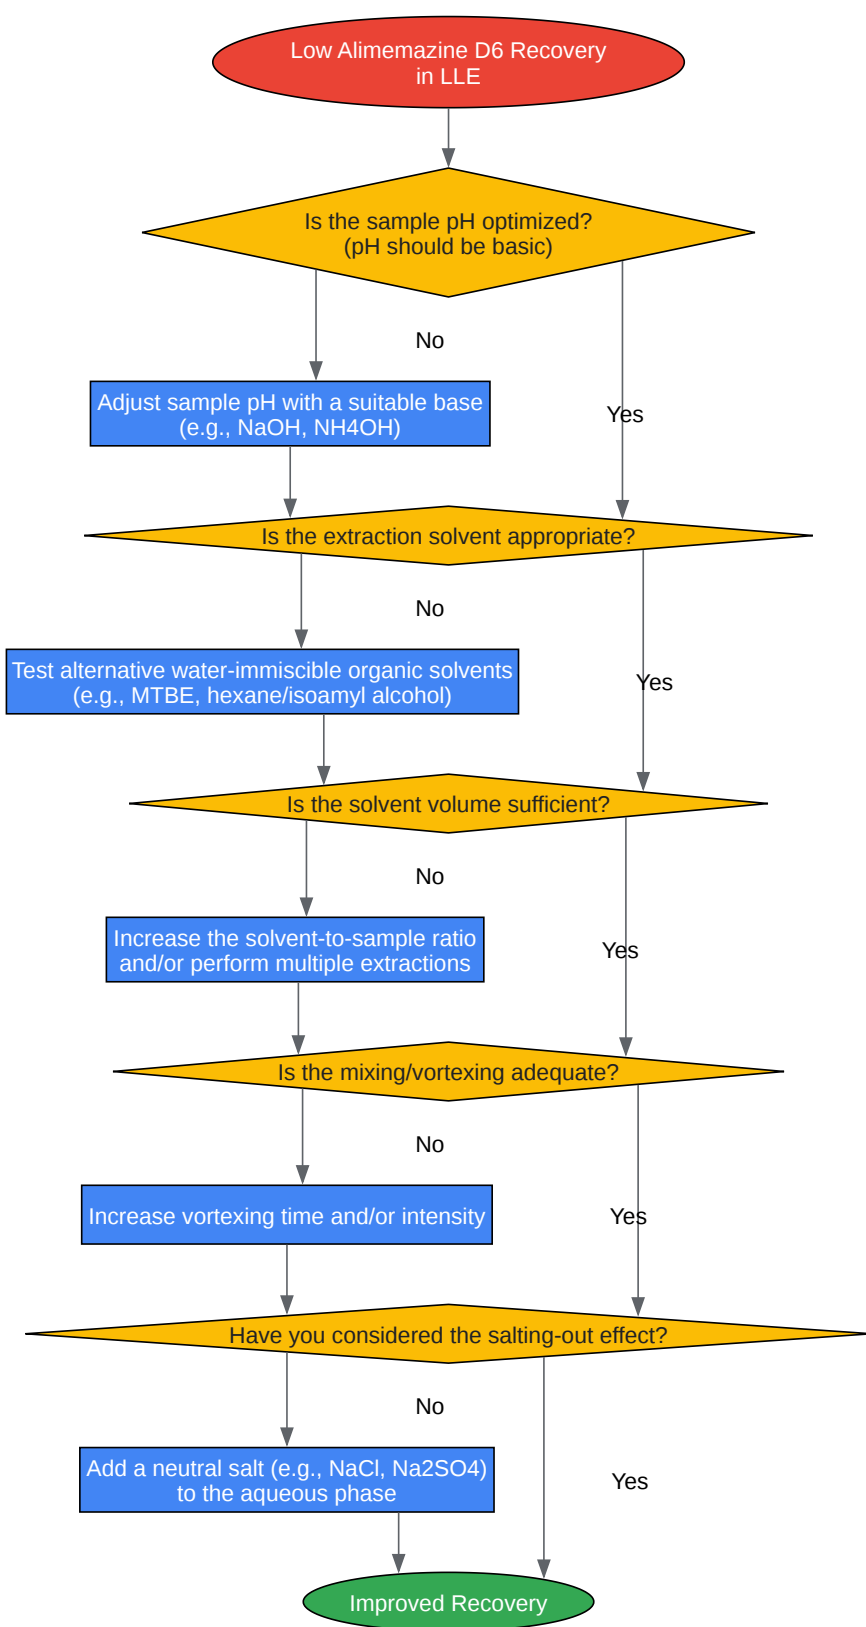 Low Alimemazine D6 Recovery
in LLE
Is the sample pH optimized?
(pH should be basic)
No
Adjust sample pH with a suitable base
(e.g., NaOH, NH4OH)
Yes
Is the extraction solvent appropriate?
No
Test alternative water-immiscible organic solvents
(e.g., MTBE, hexane/isoamyl alcohol)
Yes
Is the solvent volume sufficient?
No
Increase the solvent-to-sample ratio
and/or perform multiple extractions
Yes
Is the mixing/vortexing adequate?
No
Increase vortexing time and/or intensity
Yes
Have you considered the salting-out effect?
No
Add a neutral salt (e.g., NaCl, Na2SO4)
to the aqueous phase
Yes
Improved Recovery